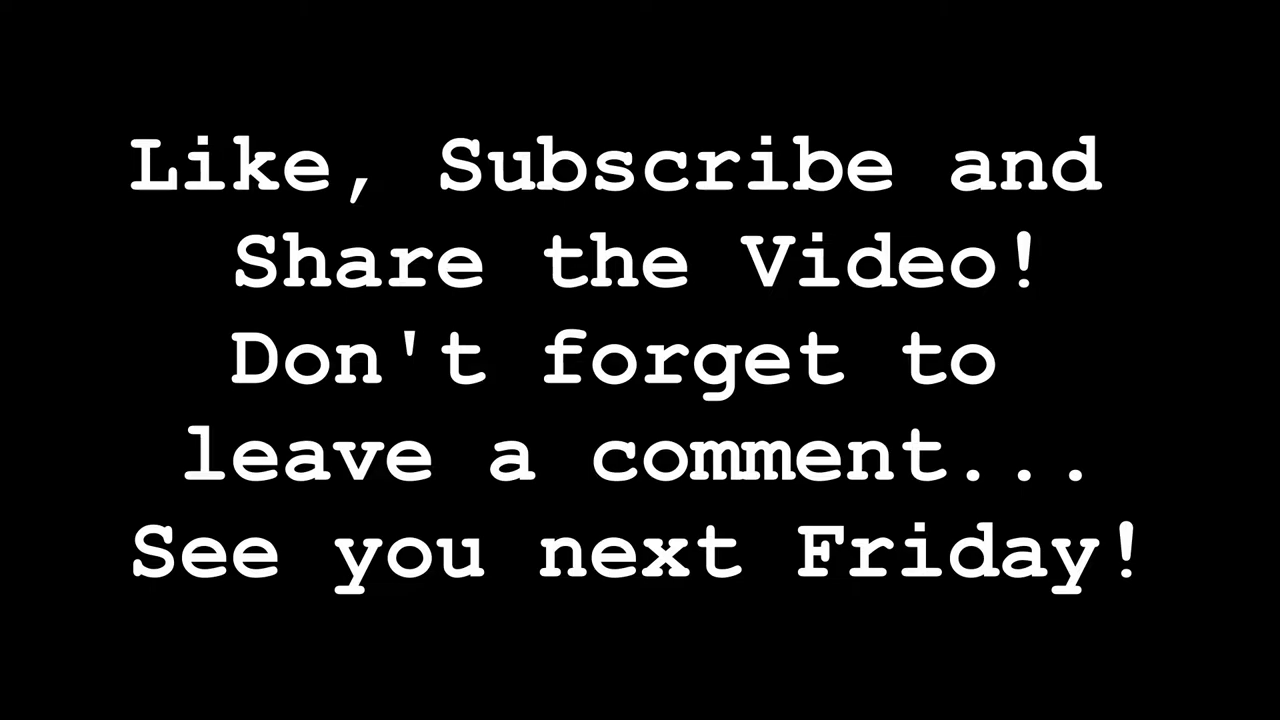 Like, Subscribe and
Share the Video!
Don't forget to
leave a comment...
See you next Friday!